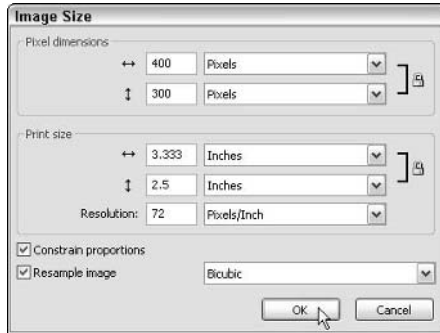 Image Size
Pixel dimensions
400 Pixels
300 Pixels
Print size
3.333 Inches
2.5 Inches
Resolution: 72 Pixels/Inch
Constrain proportions
Resample image Bicubic
OK Cancel